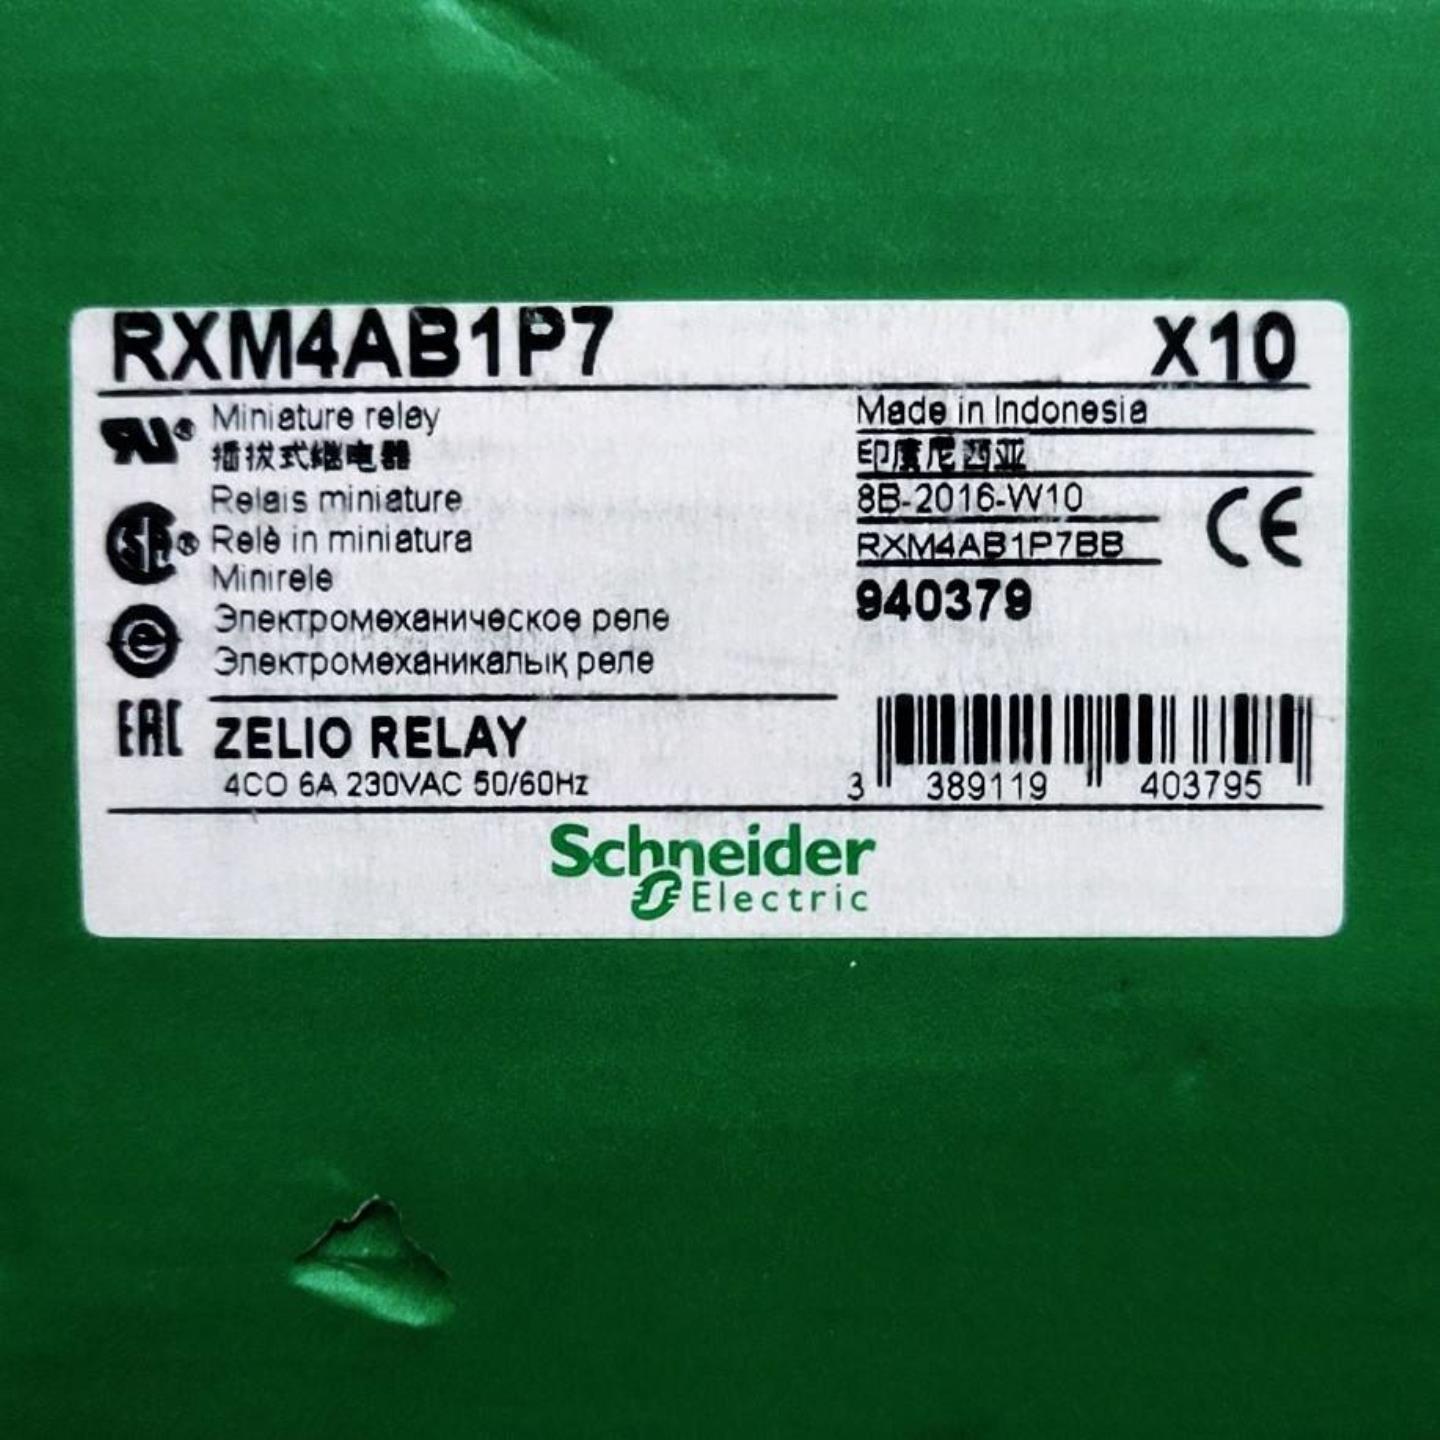 RXM4AB1P7 X10
Miniature relay
插拔式继电器
Relais miniature
Relè in miniatura
Minirele
Электромеханическое реле
Электромеханикалық реле
Made in Indonesia
印度尼西亚
8B-2016-W10
RXM4AB1P7BB
940379
CE
EAC
ZELIO RELAY
4CO 6A 230VAC 50/60Hz
3 389119 403795
Schneider
Electric